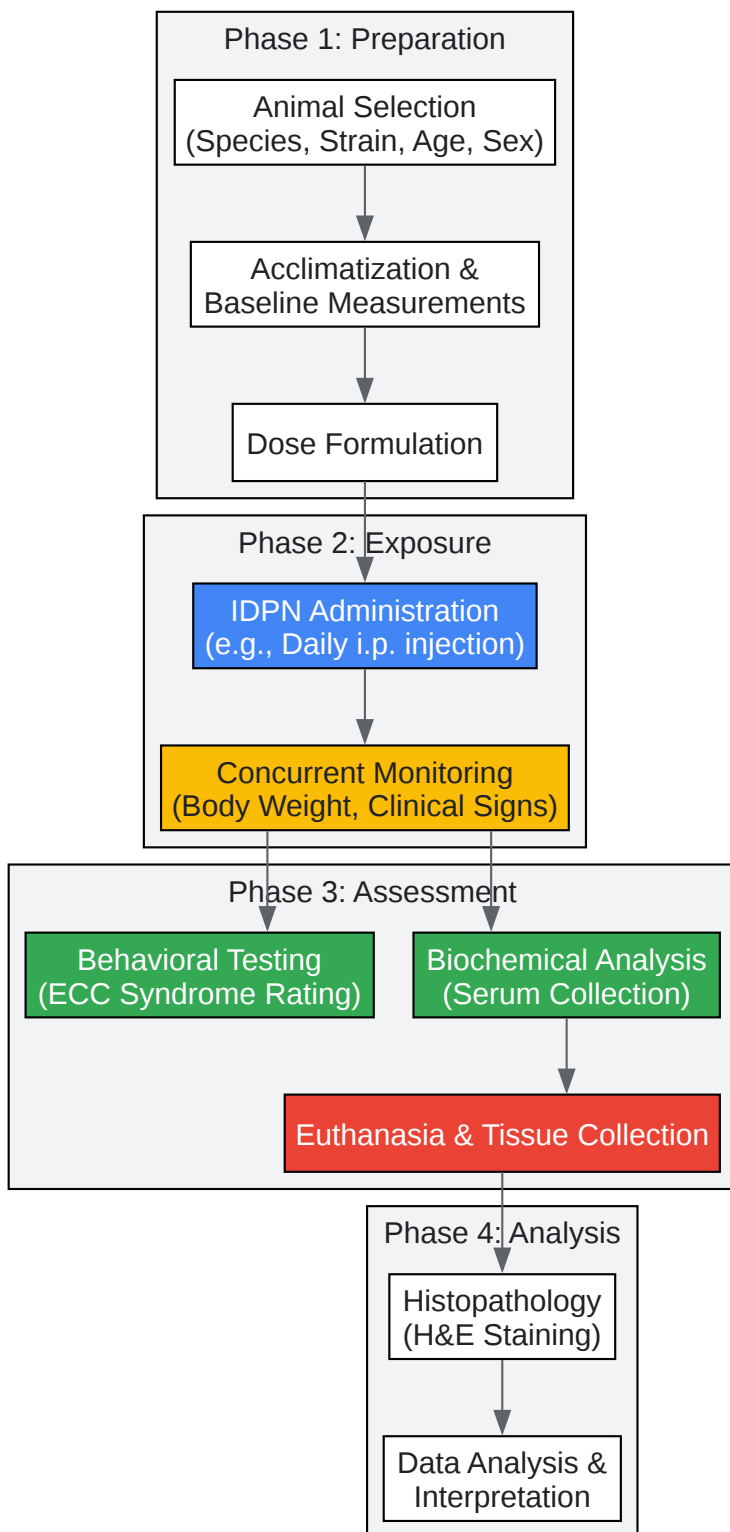 Phase 1: Preparation
Animal Selection
(Species, Strain, Age, Sex)
Acclimatization &
Baseline Measurements
Dose Formulation
Phase 2: Exposure
IDPN Administration
(e.g., Daily i.p. injection)
Concurrent Monitoring
(Body Weight, Clinical Signs)
Phase 3: Assessment
Behavioral Testing
(ECC Syndrome Rating)
Biochemical Analysis
(Serum Collection)
Euthanasia & Tissue Collection
Phase 4: Analysis
Histopathology
(H&E Staining)
Data Analysis &
Interpretation